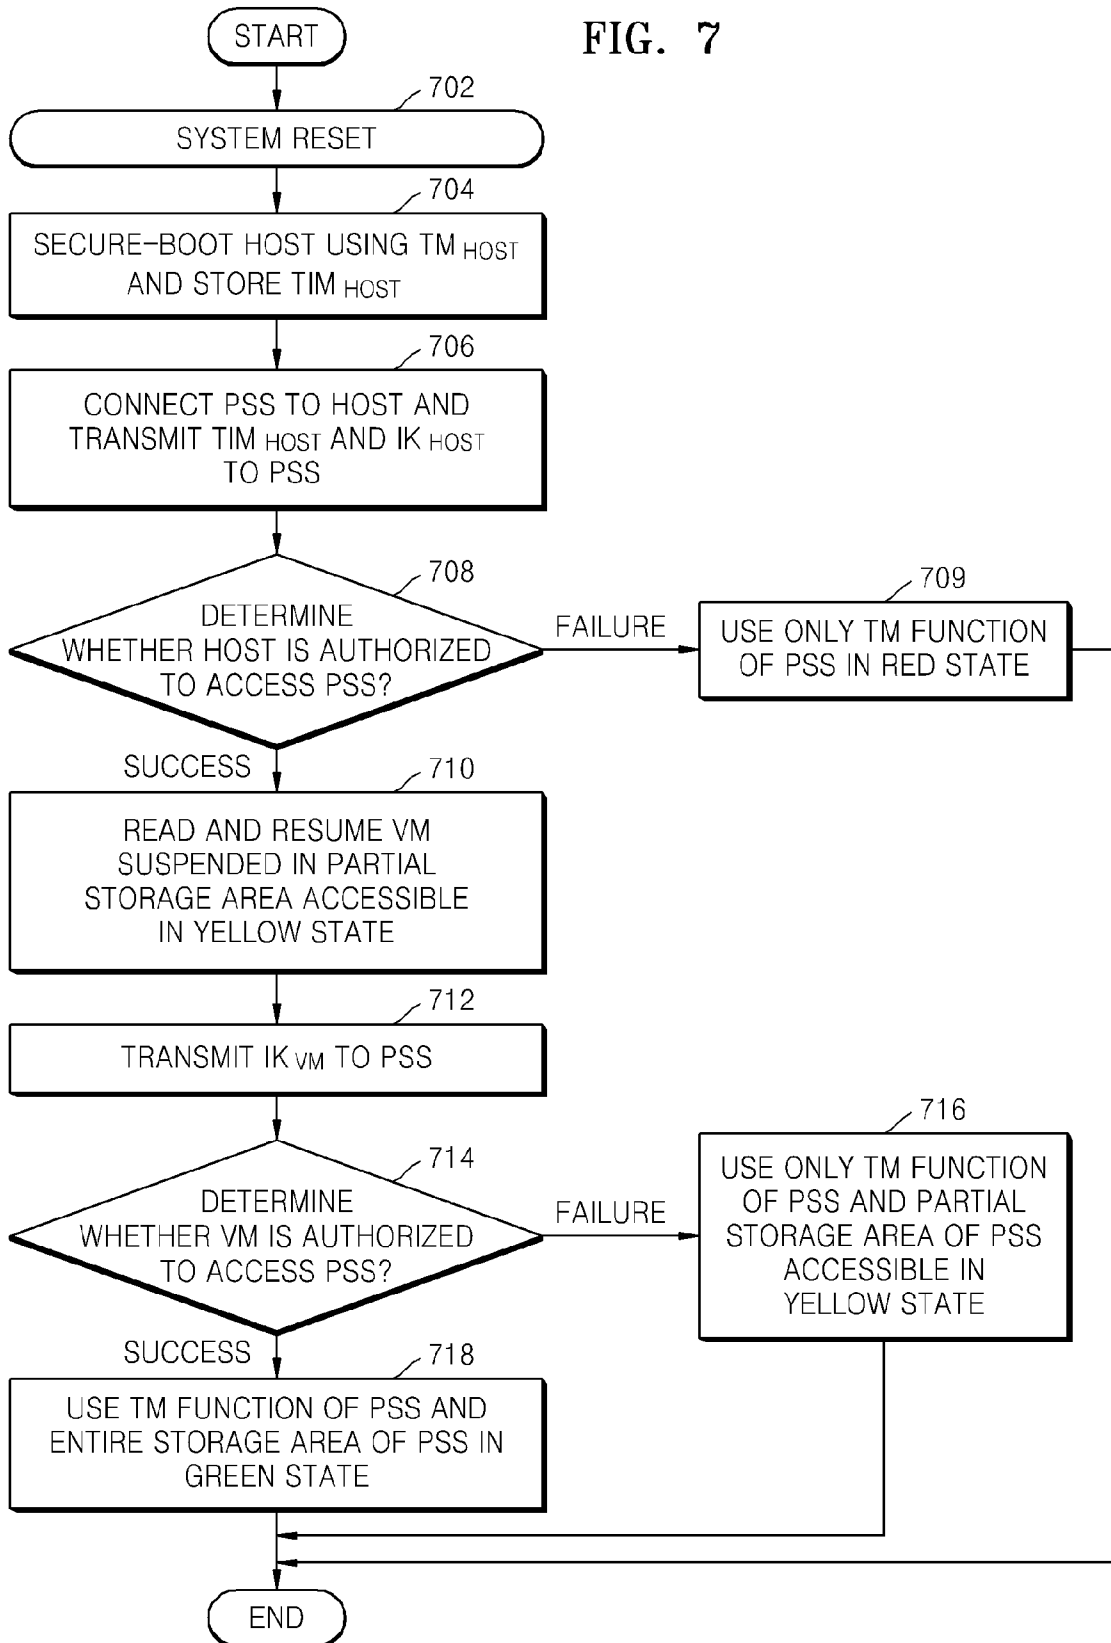 START
FIG. 7
702
SYSTEM RESET
704
SECURE-BOOT HOST USING TM HOST
AND STORE TIM HOST
706
CONNECT PSS TO HOST AND
TRANSMIT TIM HOST AND IK HOST
TO PSS
708
DETERMINE
WHETHER HOST IS AUTHORIZED
TO ACCESS PSS?
FAILURE
709
USE ONLY TM FUNCTION
OF PSS IN RED STATE
SUCCESS
710
READ AND RESUME VM
SUSPENDED IN PARTIAL
STORAGE AREA ACCESSIBLE
IN YELLOW STATE
712
TRANSMIT IK VM TO PSS
714
DETERMINE
WHETHER VM IS AUTHORIZED
TO ACCESS PSS?
FAILURE
716
USE ONLY TM FUNCTION
OF PSS AND PARTIAL
STORAGE AREA OF PSS
ACCESSIBLE IN
YELLOW STATE
SUCCESS
718
USE TM FUNCTION OF PSS AND
ENTIRE STORAGE AREA OF PSS IN
GREEN STATE
END